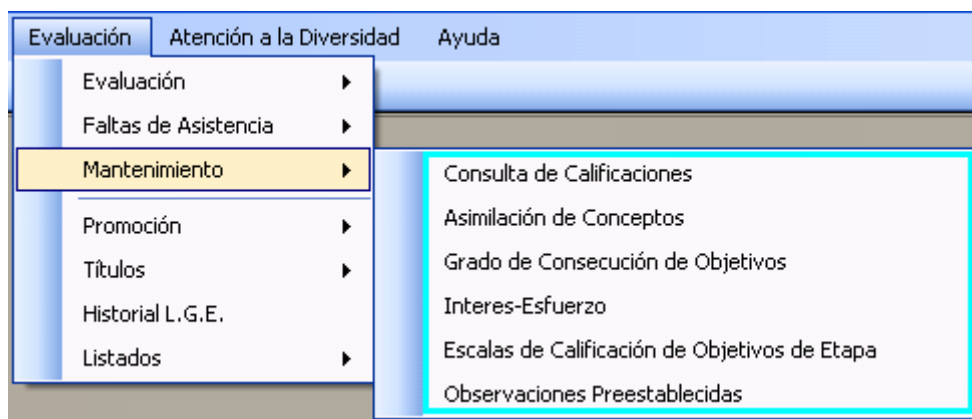 Evaluación Atención a la Diversidad Ayuda
Evaluación
Faltas de Asistencia
Mantenimiento
Promoción
Títulos
Historial L.G.E.
Listados
Consulta de Calificaciones
Asimilación de Conceptos
Grado de Consecución de Objetivos
Interes-Esfuerzo
Escalas de Calificación de Objetivos de Etapa
Observaciones Preestablecidas